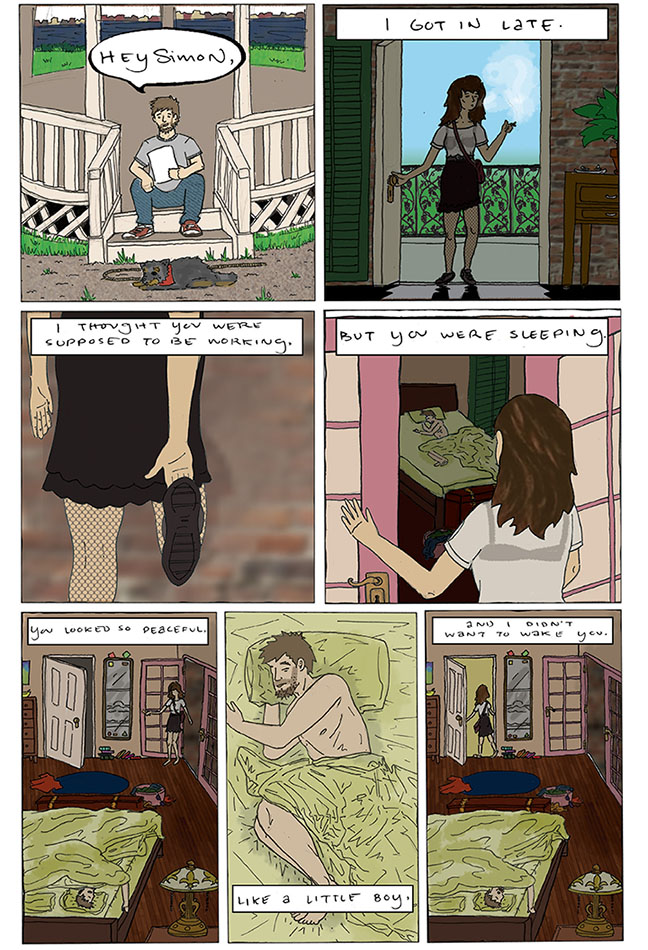 HEY SIMON,
I GOT IN LATE.
I THOUGHT YOU WERE
SUPPOSED TO BE WORKING,
BUT YOU WERE SLEEPING.
YOU LOOKED SO PEACEFUL.
LIKE A LITTLE BOY,
AND I DIDN'T
WANT TO WAKE YOU.